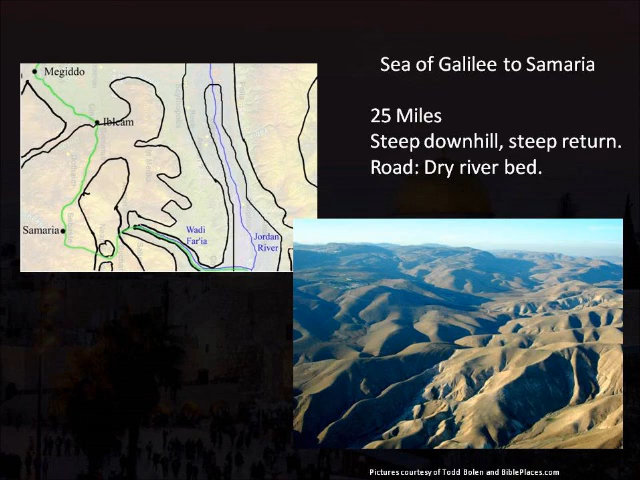 Sea of Galilee to Samaria
25 Miles
Steep downhill, steep return.
Road: Dry river bed.
Megiddo
Ibleam
Samaria
Wadi
Far'ia
Jordan
River
Pictures courtesy of Todd Bolen and BiblePlaces.com